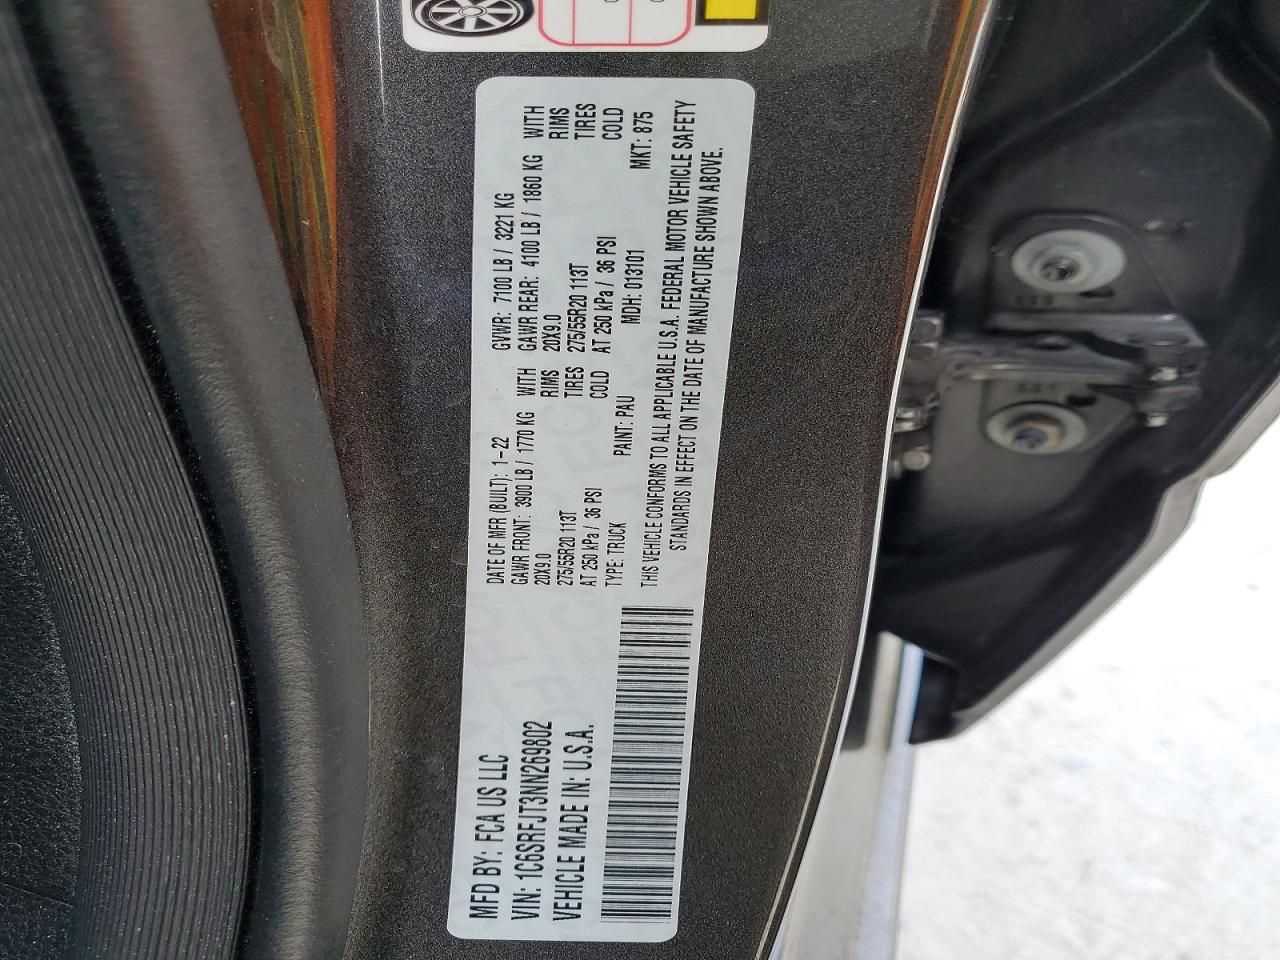 MFD BY: FCA US LLC
VIN: 1C6SRFJT3NN269802
VEHICLE MADE IN: U.S.A.
DATE OF MFR (BUILT): 1-22 GVWR: 7100 LB / 3221 KG
GAWR FRONT: 3900 LB / 1770 KG WITH GAWR REAR: 4100 LB / 1860 KG WITH
20X9.0 RIMS 20X9.0 RIMS
275/55R20 113T TIRES 275/55R20 113T TIRES
AT 250 kPa / 36 PSI COLD AT 250 kPa / 36 PSI COLD
TYPE: TRUCK PAINT: PAU MDH: 013101 MKT: 875
THIS VEHICLE CONFORMS TO ALL APPLICABLE U.S.A. FEDERAL MOTOR VEHICLE SAFETY
STANDARDS IN EFFECT ON THE DATE OF MANUFACTURE SHOWN ABOVE.